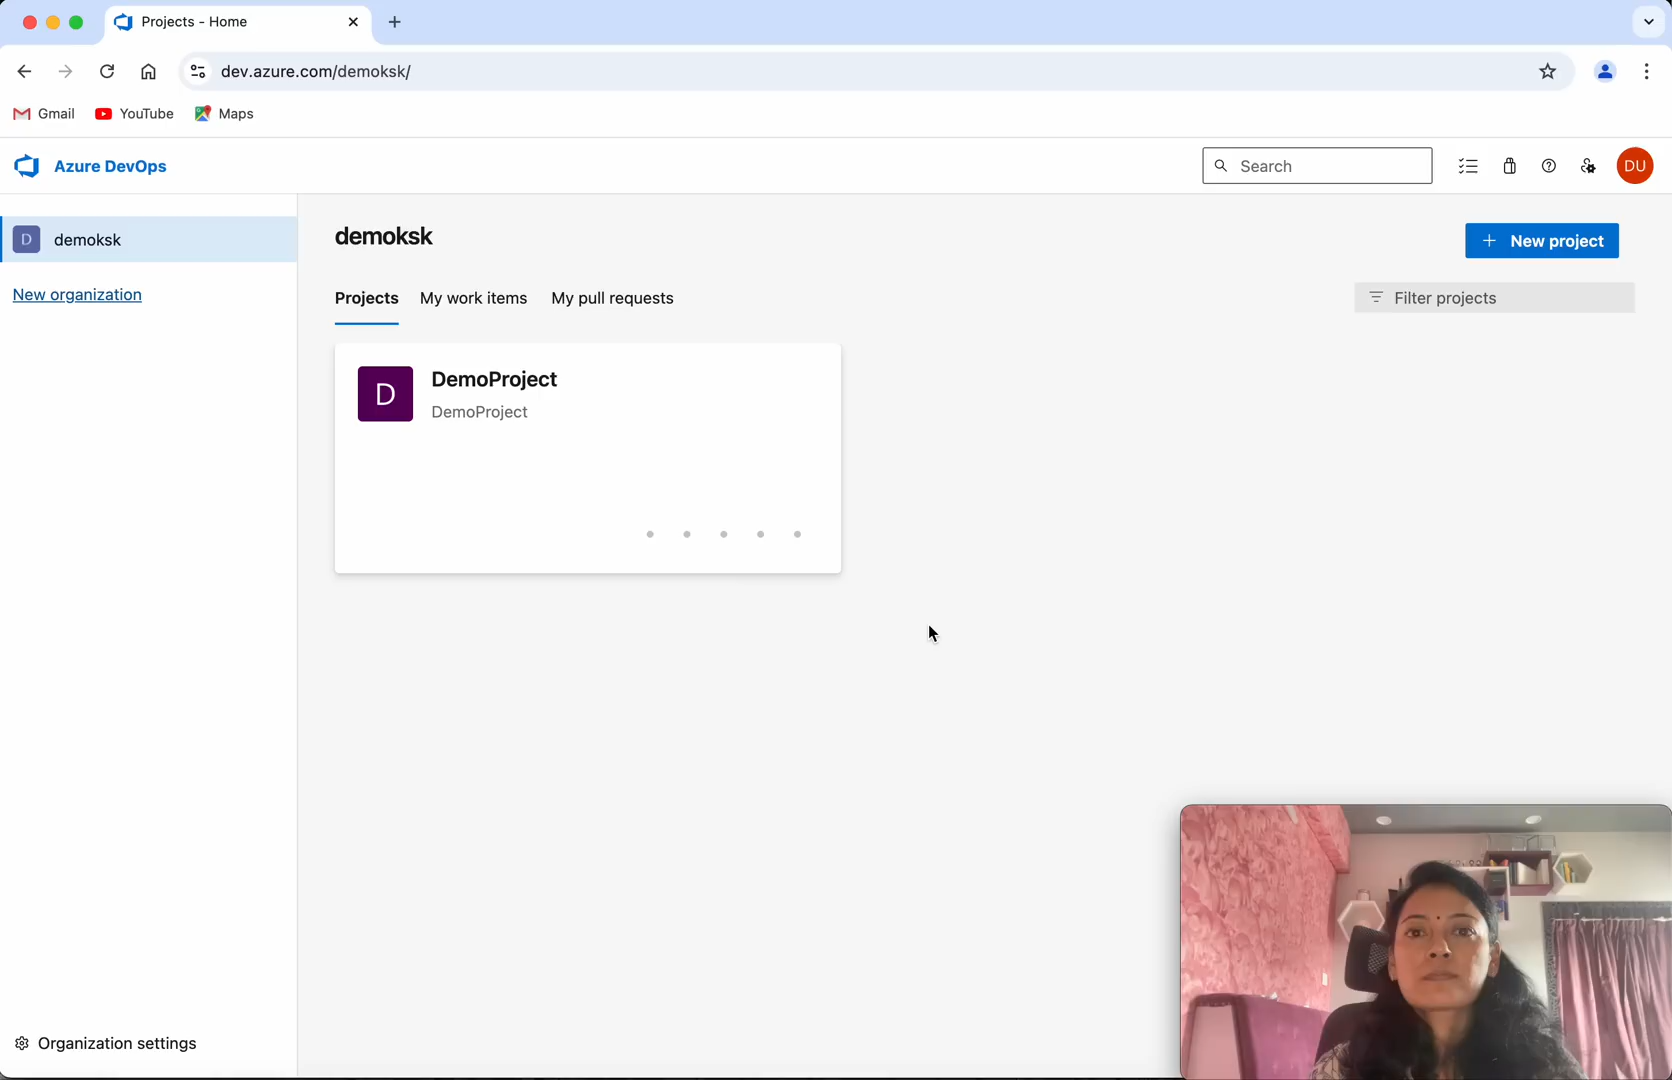 Projects - Home
dev.azure.com/demoksk/
Gmail
YouTube
Maps
Azure DevOps
Search
DU
D
demoksk
New organization
demoksk
New project
Projects
My work items
My pull requests
Filter projects
D
DemoProject
DemoProject
Organization settings